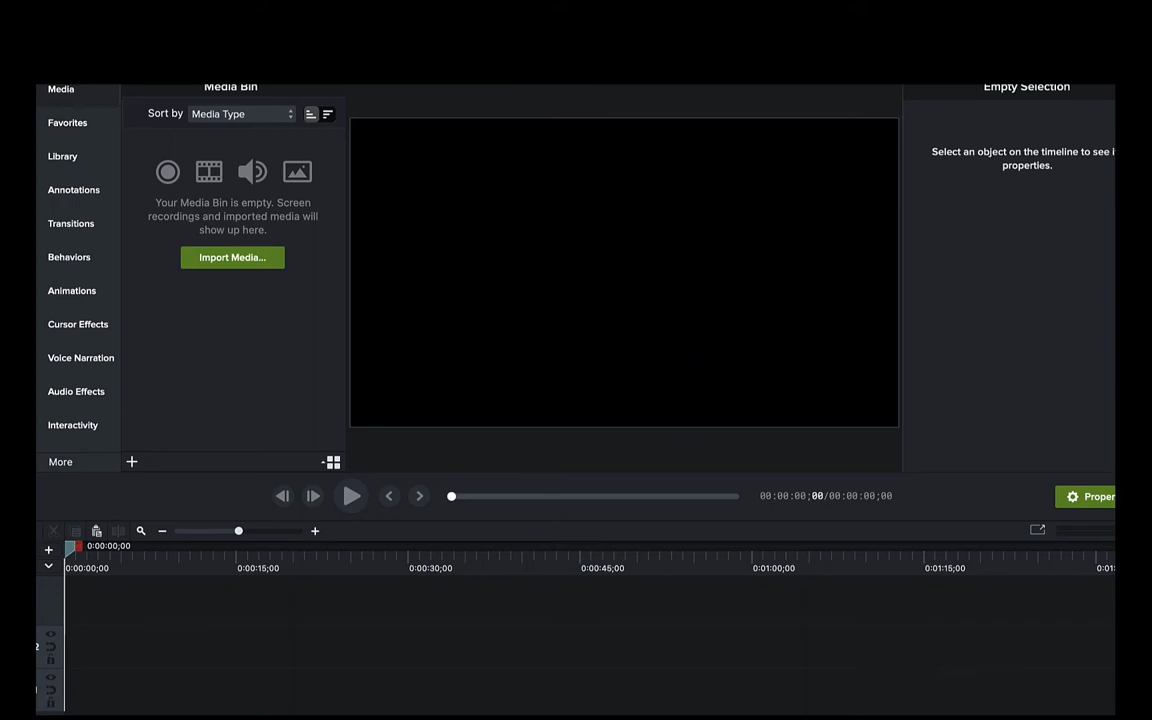 Media
Media Bin
Empty Selection
Sort by
Media Type
Favorites
Select an object on the timeline to see
properties.
Library
Annotations
Your Media Bin is empty. Screen
recordings and imported media will
show up here.
Transitions
Behaviors
Import Media...
Animations
Cursor Effects
Voice Narration
Audio Effects
Interactivity
More
00:00:00;00/00:00:00;00
Proper
0:00:00;00
0:00:00;00
0:00:15;00
0:00:30;00
0:00:45;00
0:01:00;00
0:01:15;00
2